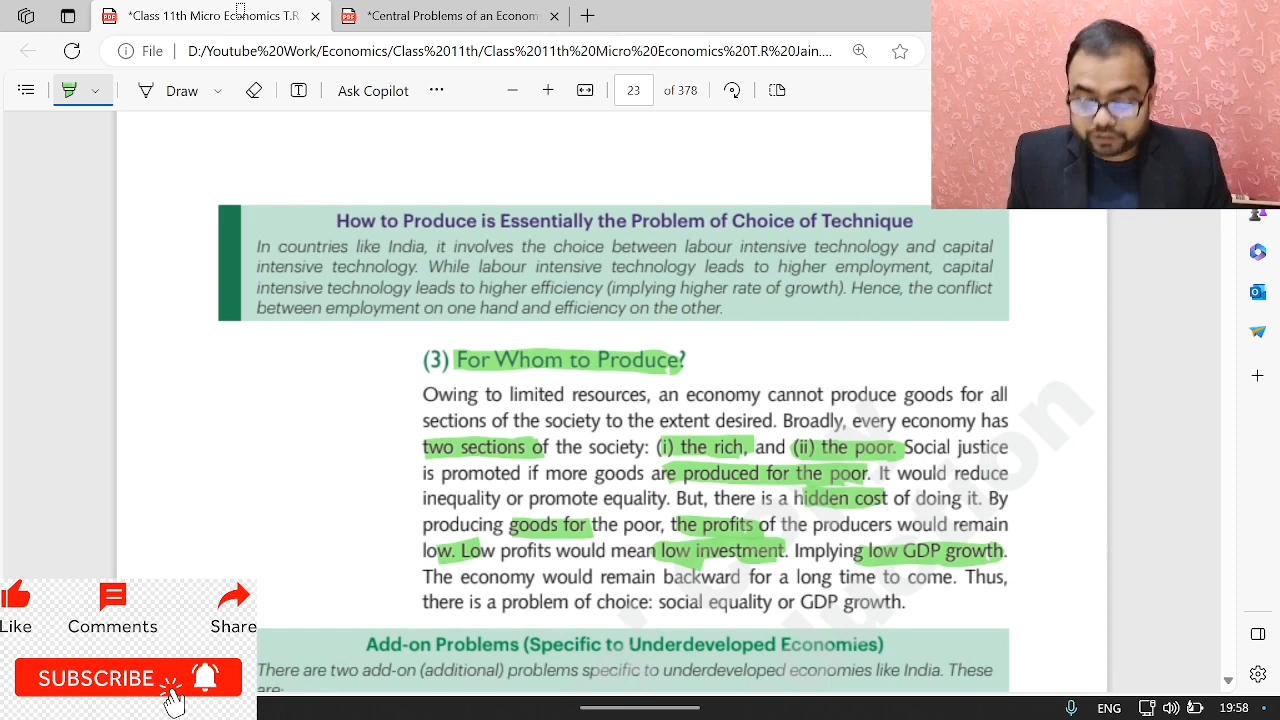 *Class 11th Micro Economics T.R
*Central Problems of an Econom
File
D:/Youtube%20Work/Economics/Class%2011th/Class%2011th%20Micro%20Economics%20T.R%20Jain....
Draw
Ask Copilot
23
of 378
How to Produce is Essentially the Problem of Choice of Technique
In countries like India, it involves the choice between labour intensive technology and capital
intensive technology. While labour intensive technology leads to higher employment, capital
intensive technology leads to higher efficiency (implying higher rate of growth). Hence, the conflict
between employment on one hand and efficiency on the other.
(3) For Whom to Produce?
Owing to limited resources, an economy cannot produce goods for all
sections of the society to the extent desired. Broadly, every economy has
two sections of the society: (i) the rich, and (ii) the poor. Social justice
is promoted if more goods are produced for the poor. It would reduce
inequality or promote equality. But, there is a hidden cost of doing it. By
producing goods for the poor, the profits of the producers would remain
low. Low profits would mean low investment. Implying low GDP growth.
The economy would remain backward for a long time to come. Thus,
there is a problem of choice: social equality or GDP growth.
Add-on Problems (Specific to Underdeveloped Economies)
There are two add-on (additional) problems specific to underdeveloped economies like India. These
are:
Like
Comments
Share
SUBSCRIBE
ENG
19:58